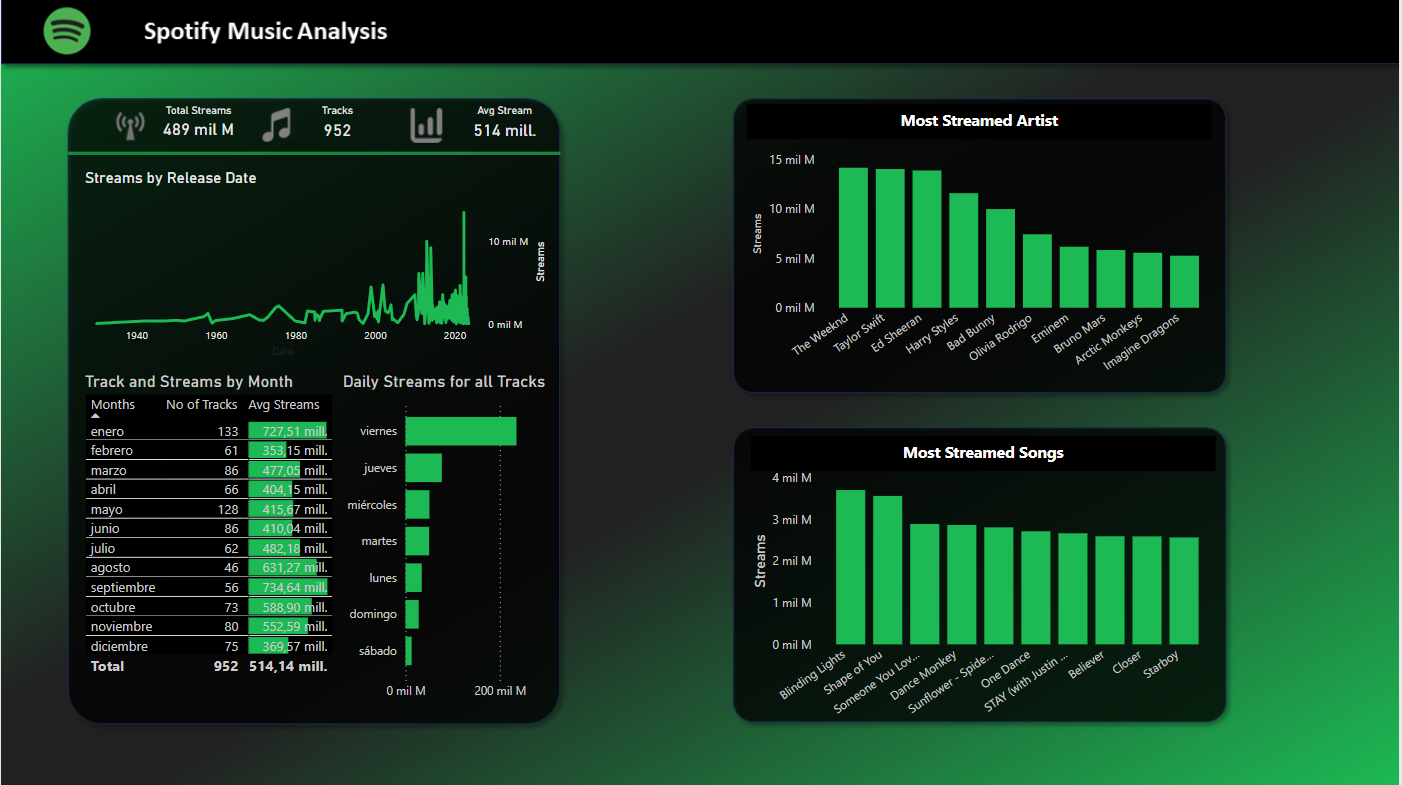 Spotify Music Analysis
Total Streams
489 mil M
Tracks
952
Avg Stream
514 mill.
Streams by Release Date
10 mil M
0 mil M
Streams
1940 1960 1980 2000 2020
Date
Track and Streams by Month
Months No of Tracks Avg Streams
enero 133 727,51 mill.
febrero 61 353,15 mill.
marzo 86 477,05 mill.
abril 66 404,15 mill.
mayo 128 415,67 mill.
junio 86 410,04 mill.
julio 62 482,18 mill.
agosto 46 631,27 mill.
septiembre 56 734,64 mill.
octubre 73 588,90 mill.
noviembre 80 552,59 mill.
diciembre 75 369,57 mill.
Total 952 514,14 mill.
Daily Streams for all Tracks
viernes
jueves
miércoles
martes
lunes
domingo
sábado
0 mil M 200 mil M
Most Streamed Artist
15 mil M
10 mil M
5 mil M
0 mil M
Streams
The Weeknd
Taylor Swift
Ed Sheeran
Harry Styles
Bad Bunny
Olivia Rodrigo
Eminem
Bruno Mars
Arctic Monkeys
Imagine Dragons
Most Streamed Songs
4 mil M
3 mil M
2 mil M
1 mil M
0 mil M
Streams
Blinding Lights
Shape of You
Someone You Lov...
Dance Monkey
Sunflower - Spide...
One Dance
STAY (with Justin ...
Believer
Closer
Starboy